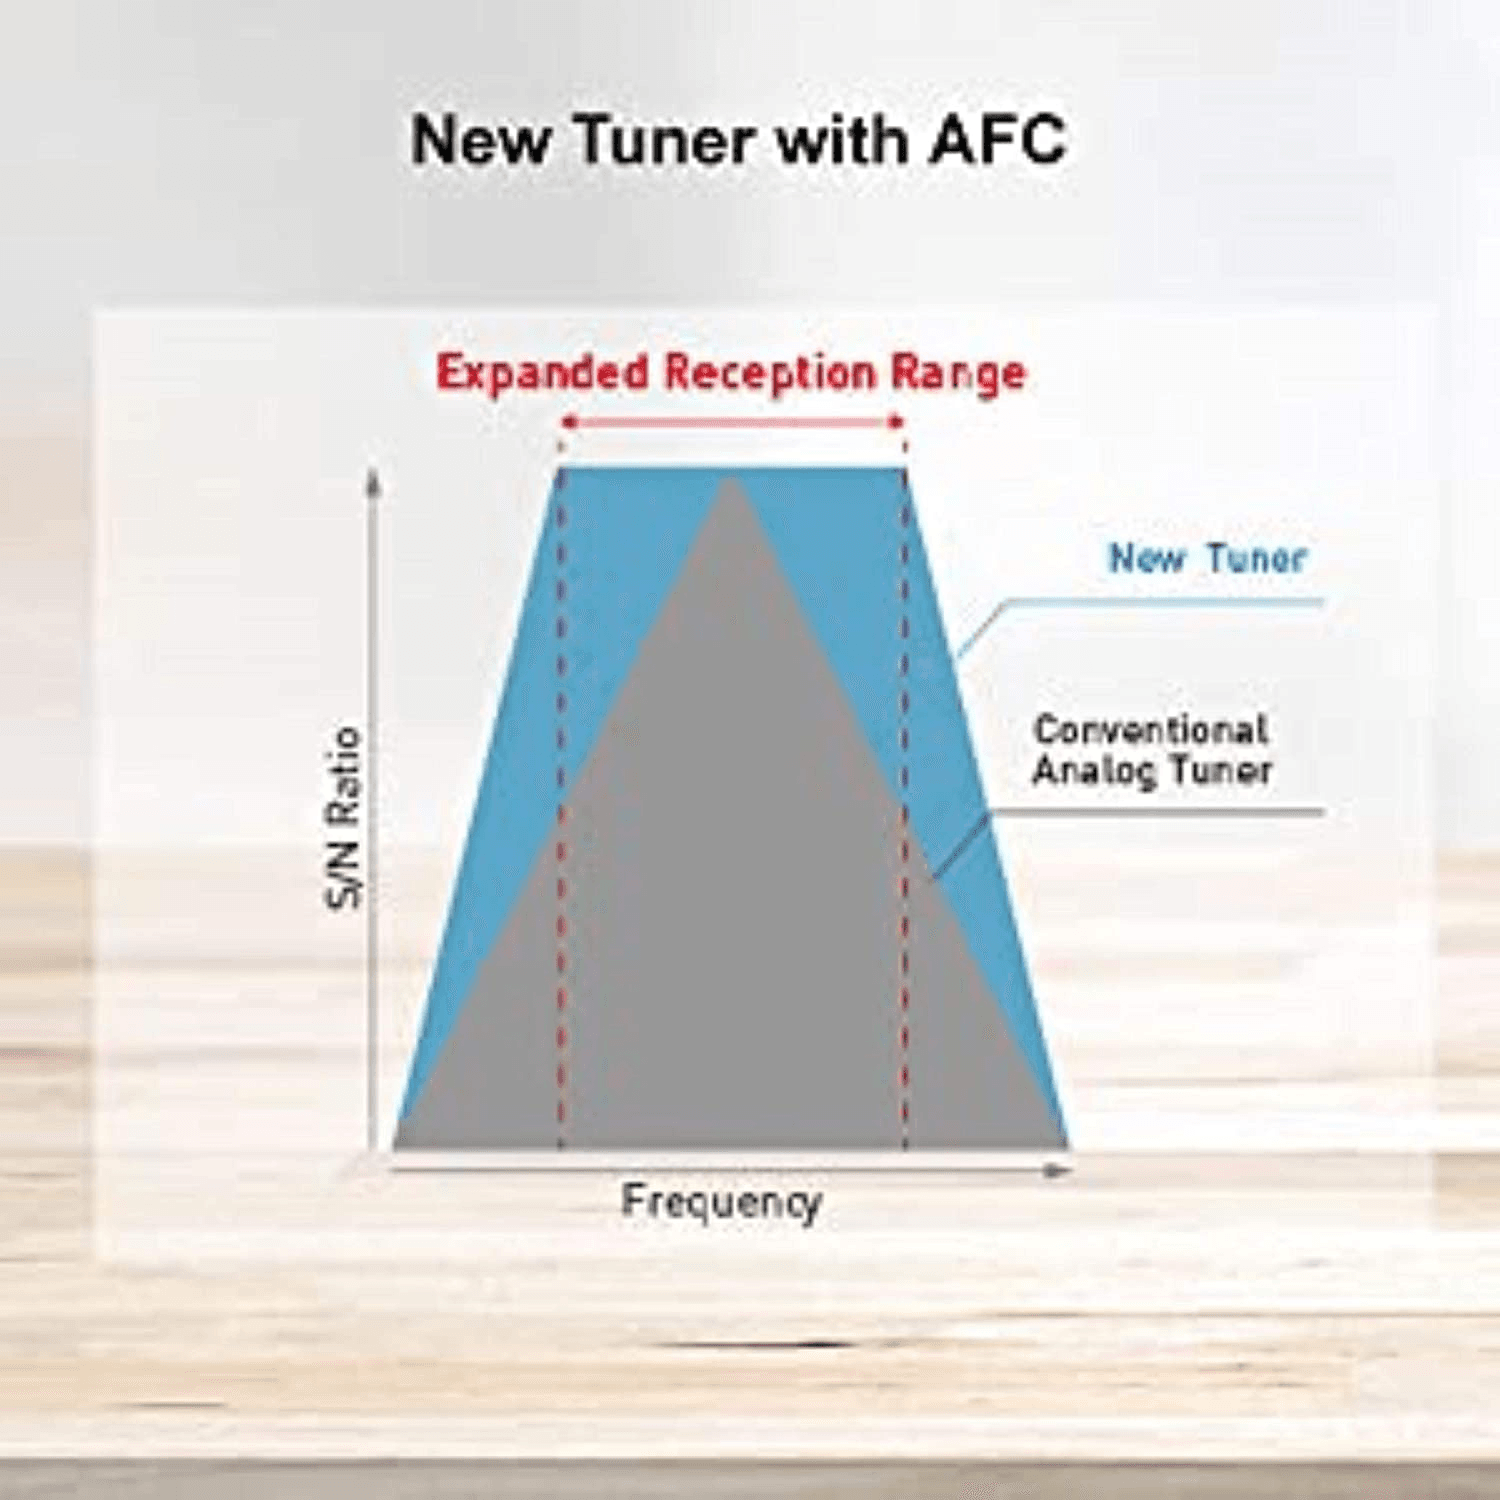 New Tuner with AFC
Expanded Reception Range
New Tuner
Conventional
Analog Tuner
S/N Ratio
Frequency